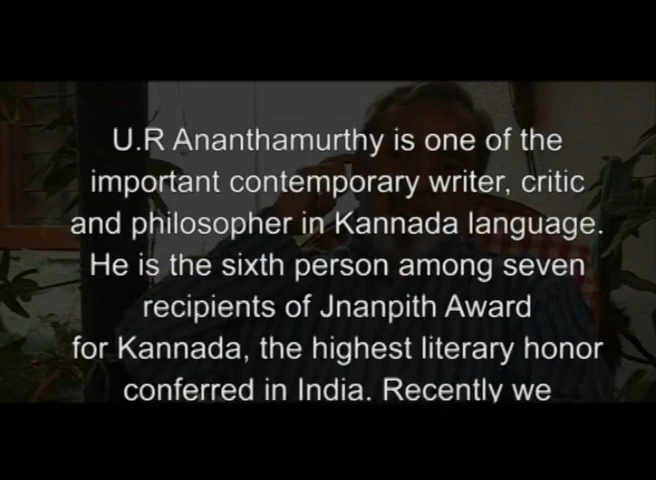 U.R Ananthamurthy is one of the
important contemporary writer, critic
and philosopher in Kannada language.
He is the sixth person among seven
recipients of Jnanpith Award
for Kannada, the highest literary honor
conferred in India. Recently we